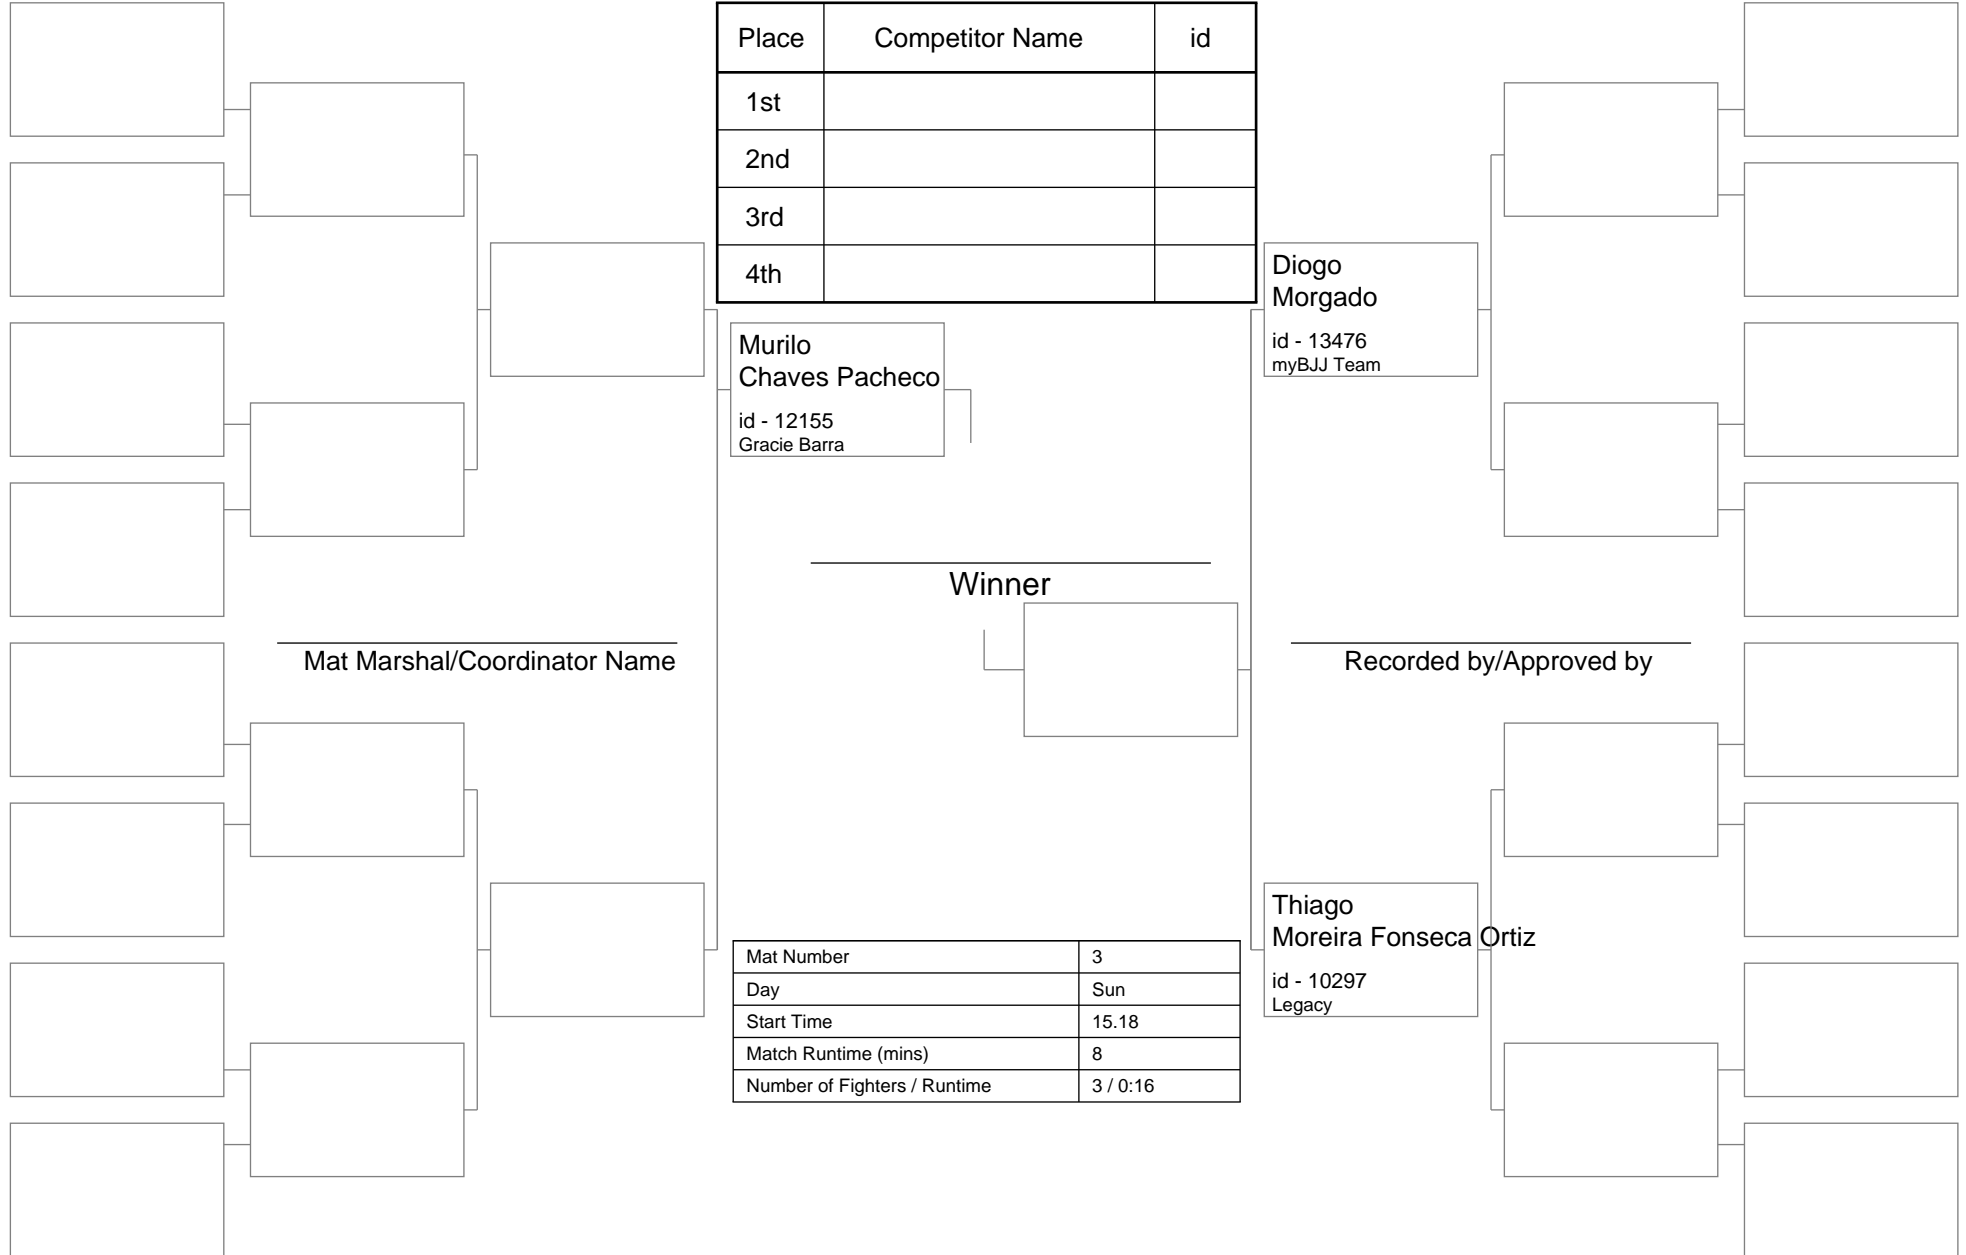 Place Competitor Name id
1st
2nd
3rd
4th
Diogo
Morgado
id - 13476
myBJJ Team
Murilo
Chaves Pacheco
id - 12155
Gracie Barra
Winner
Mat Marshal/Coordinator Name
Recorded by/Approved by
Thiago
Moreira Fonseca Ortiz
id - 10297
Legacy
Mat Number 3
Day Sun
Start Time 15.18
Match Runtime (mins) 8
Number of Fighters / Runtime 3 / 0:16